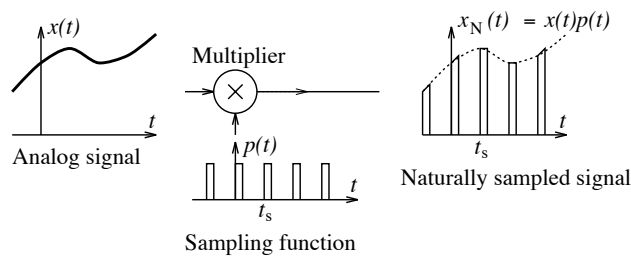 x(t)
t
Analog signal
Multiplier
×
p(t)
t
t_s
Sampling function
x_N(t) = x(t)p(t)
t
t_s
Naturally sampled signal